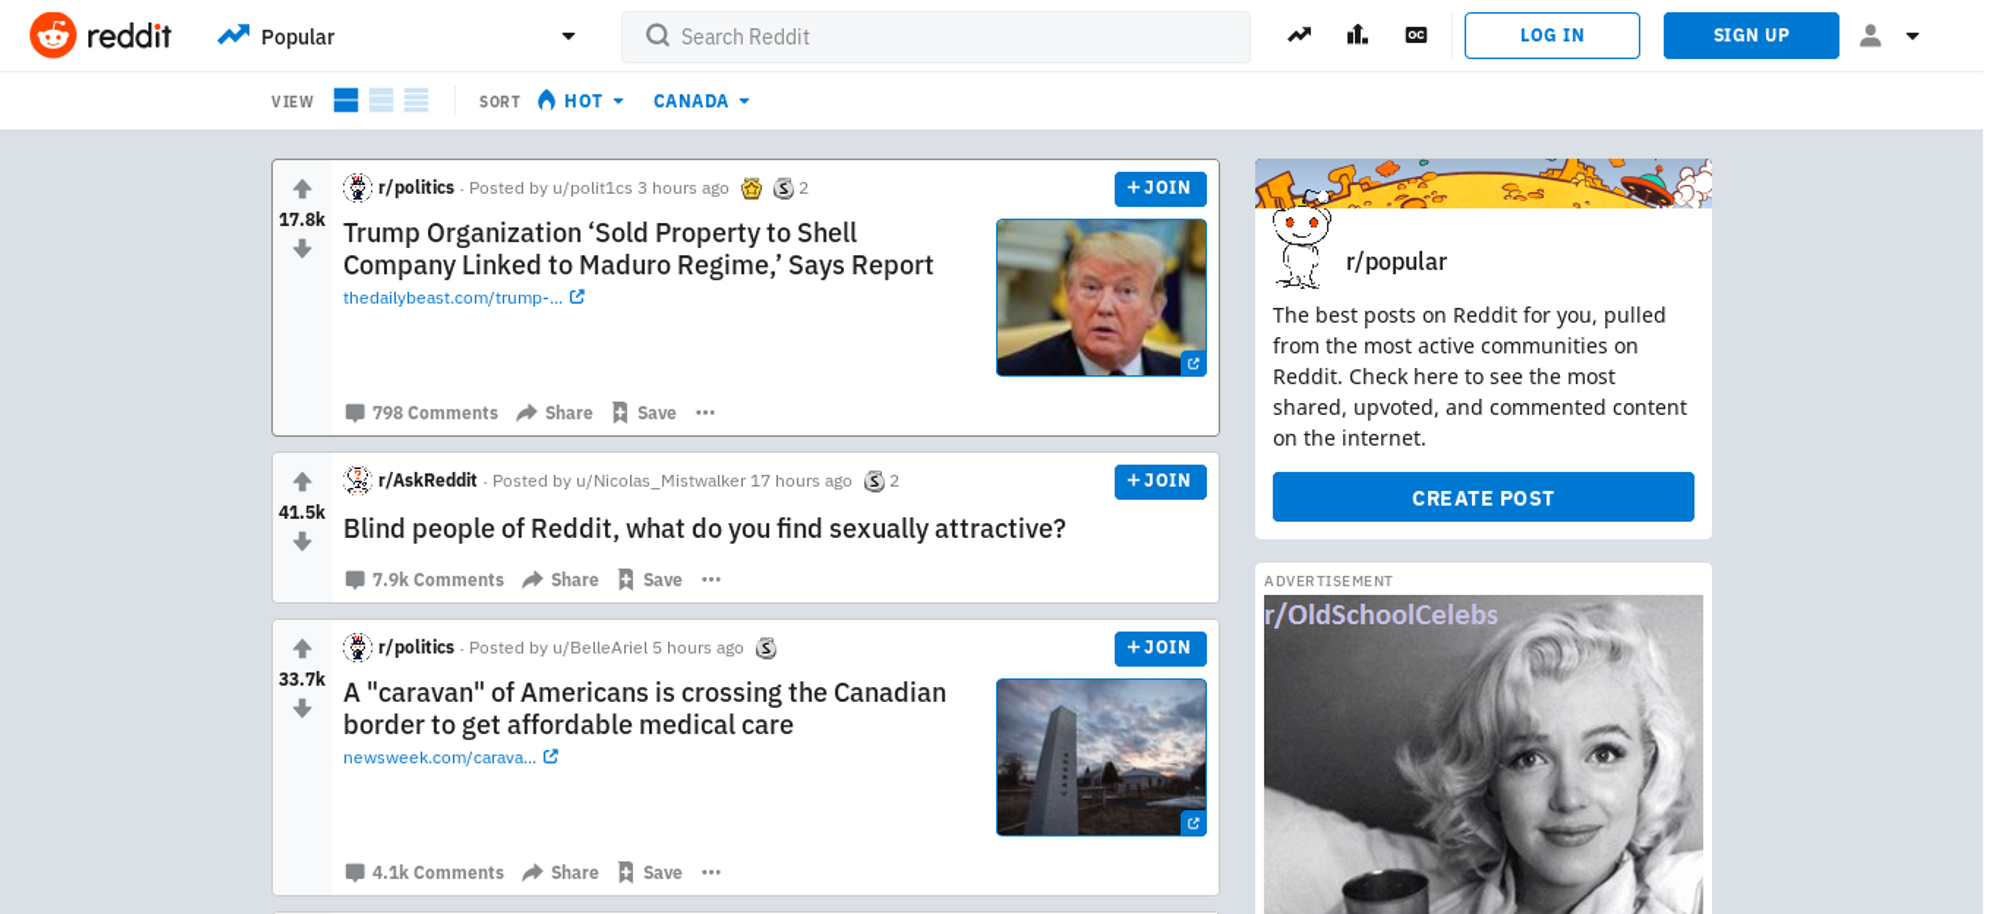 reddit
Popular
Search Reddit
OC
LOG IN
SIGN UP
VIEW
SORT
HOT
CANADA
17.8k
r/politics · Posted by u/polit1cs 3 hours ago
S 2
+ JOIN
Trump Organization ‘Sold Property to Shell
Company Linked to Maduro Regime,’ Says Report
thedailybeast.com/trump-...
798 Comments
Share
Save
41.5k
r/AskReddit · Posted by u/Nicolas_Mistwalker 17 hours ago
S 2
+ JOIN
Blind people of Reddit, what do you find sexually attractive?
7.9k Comments
Share
Save
33.7k
r/politics · Posted by u/BelleAriel 5 hours ago
S
+ JOIN
A "caravan" of Americans is crossing the Canadian
border to get affordable medical care
newsweek.com/carava...
CANADA
4.1k Comments
Share
Save
r/popular
The best posts on Reddit for you, pulled
from the most active communities on
Reddit. Check here to see the most
shared, upvoted, and commented content
on the internet.
CREATE POST
ADVERTISEMENT
r/OldSchoolCelebs